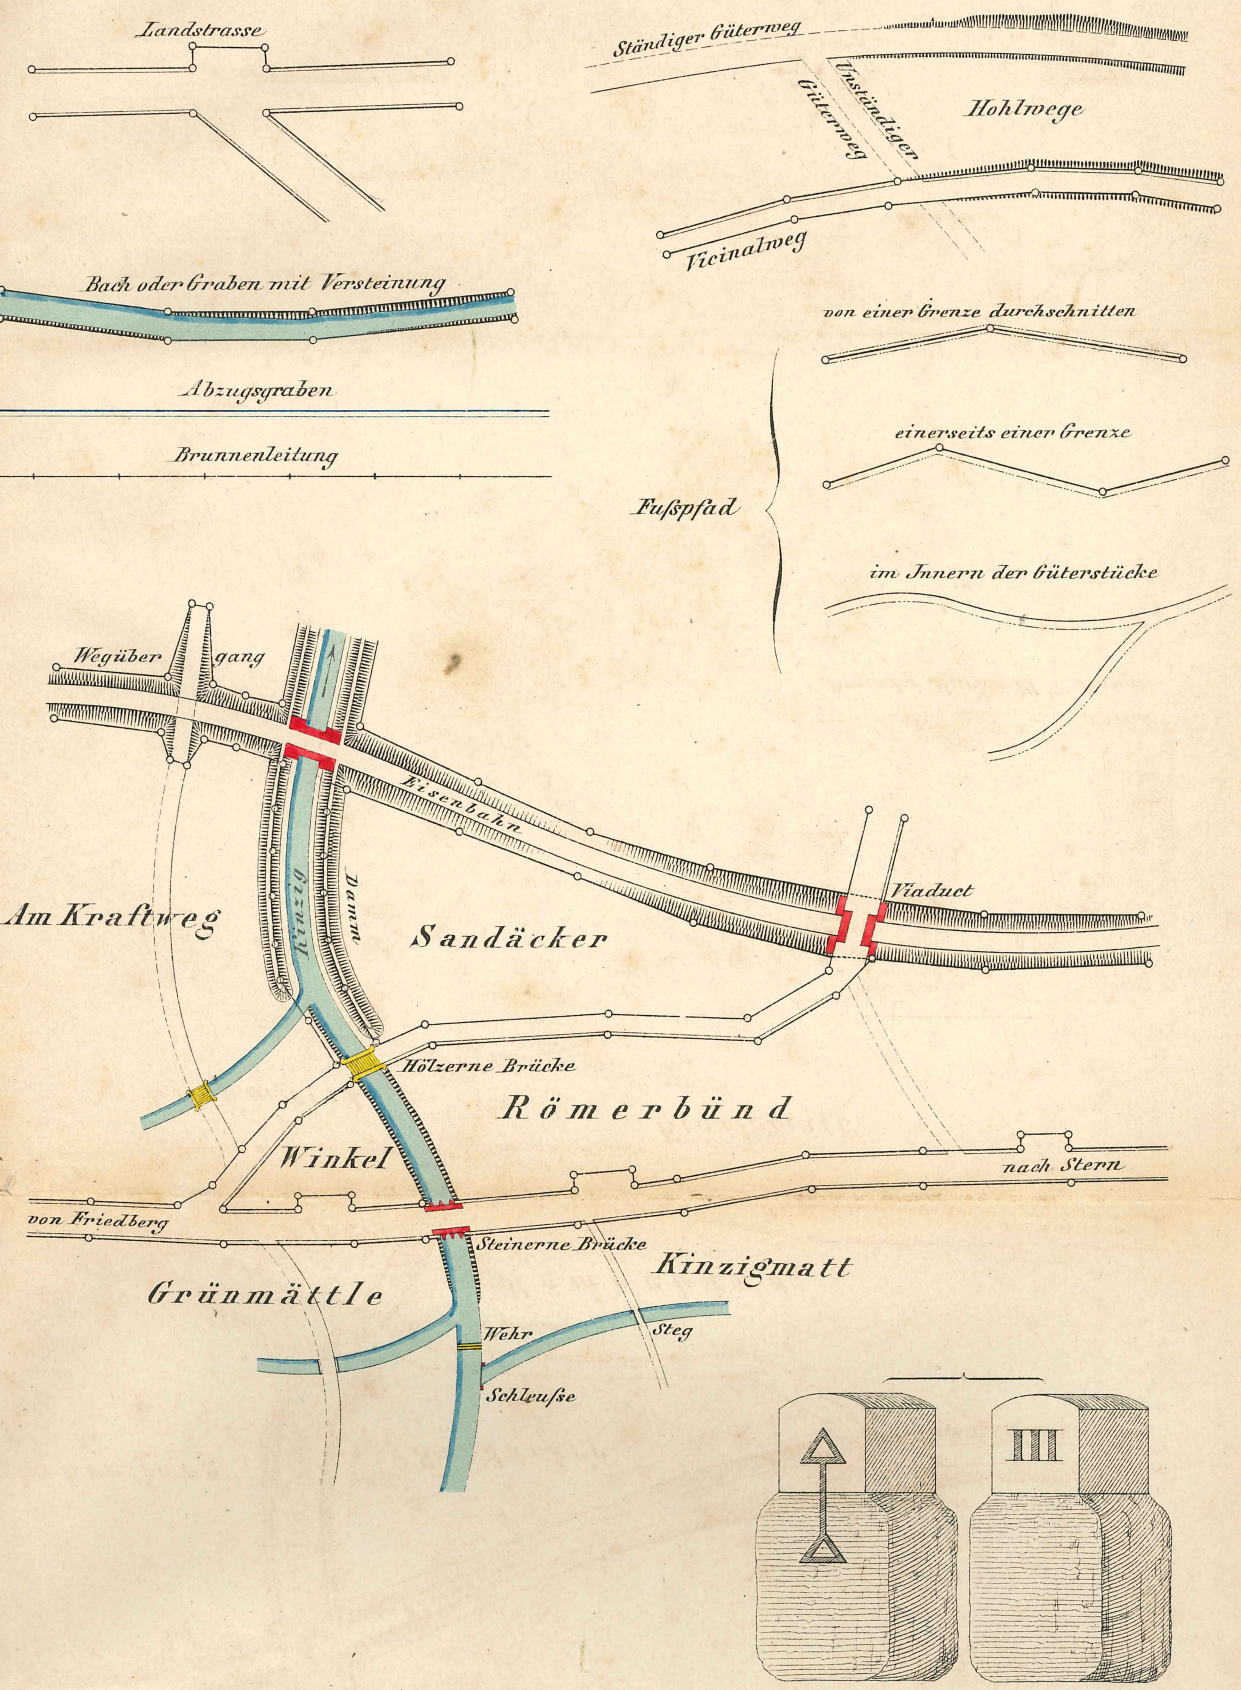 Landstrasse
Ständiger Güterweg
Unständiger
Güterweg
Hohlwege
Vicinalweg
Bach oder Graben mit Versteinung
von einer Grenze durchschnitten
Abzugsgraben
einerseits einer Grenze
Brunnenleitung
Fußpfad
im Innern der Güterstücke
Wegüber gang
Eisenbahn
Viaduct
Am Kraftweg
Kinzig
Damm
Sandäcker
Hölzerne Brücke
Römerbünd
Winkel
nach Stern
von Friedberg
Steinerne Brücke
Kinzigmatt
Grünmättle
Wehr
Steg
Schleuße
III